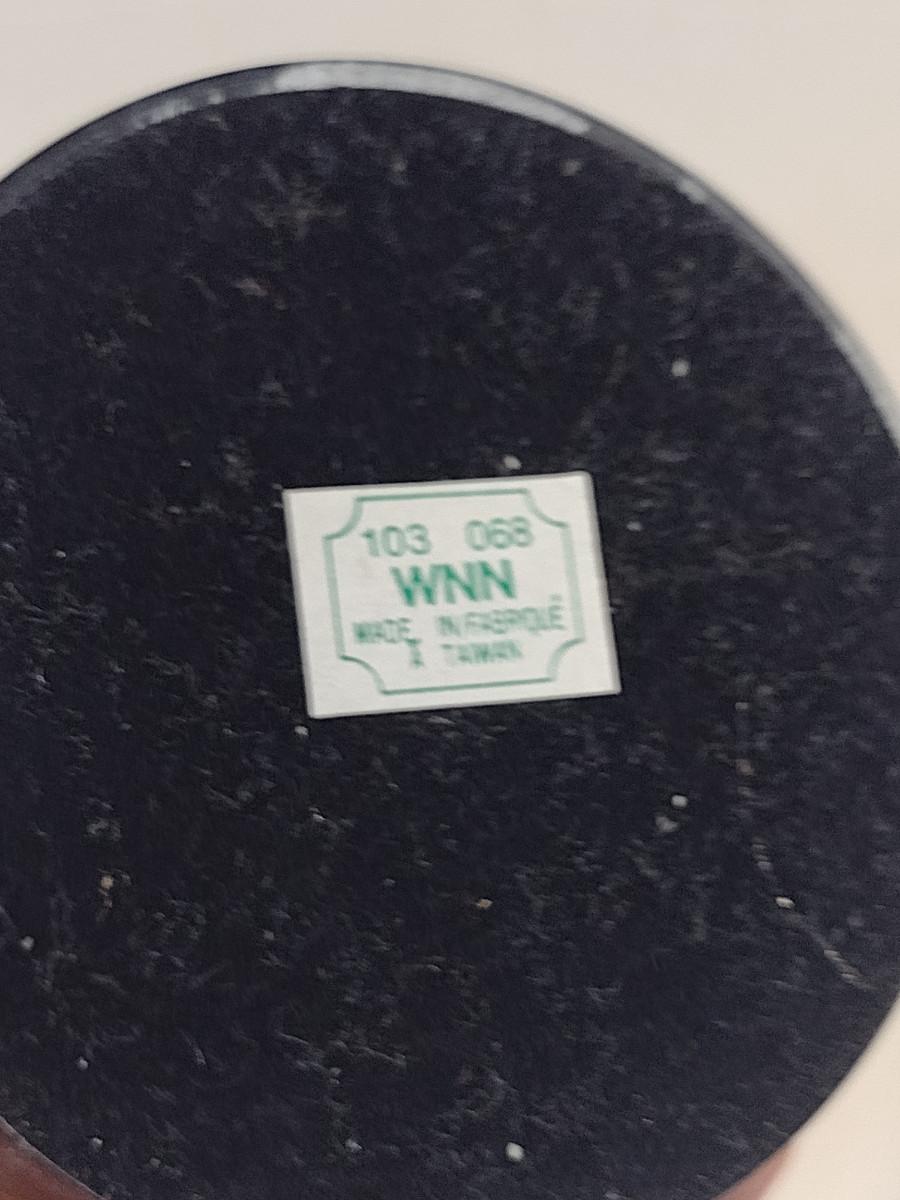 103 068
WNN
MADE IN/FABRIQUÉ
À TAIWAN